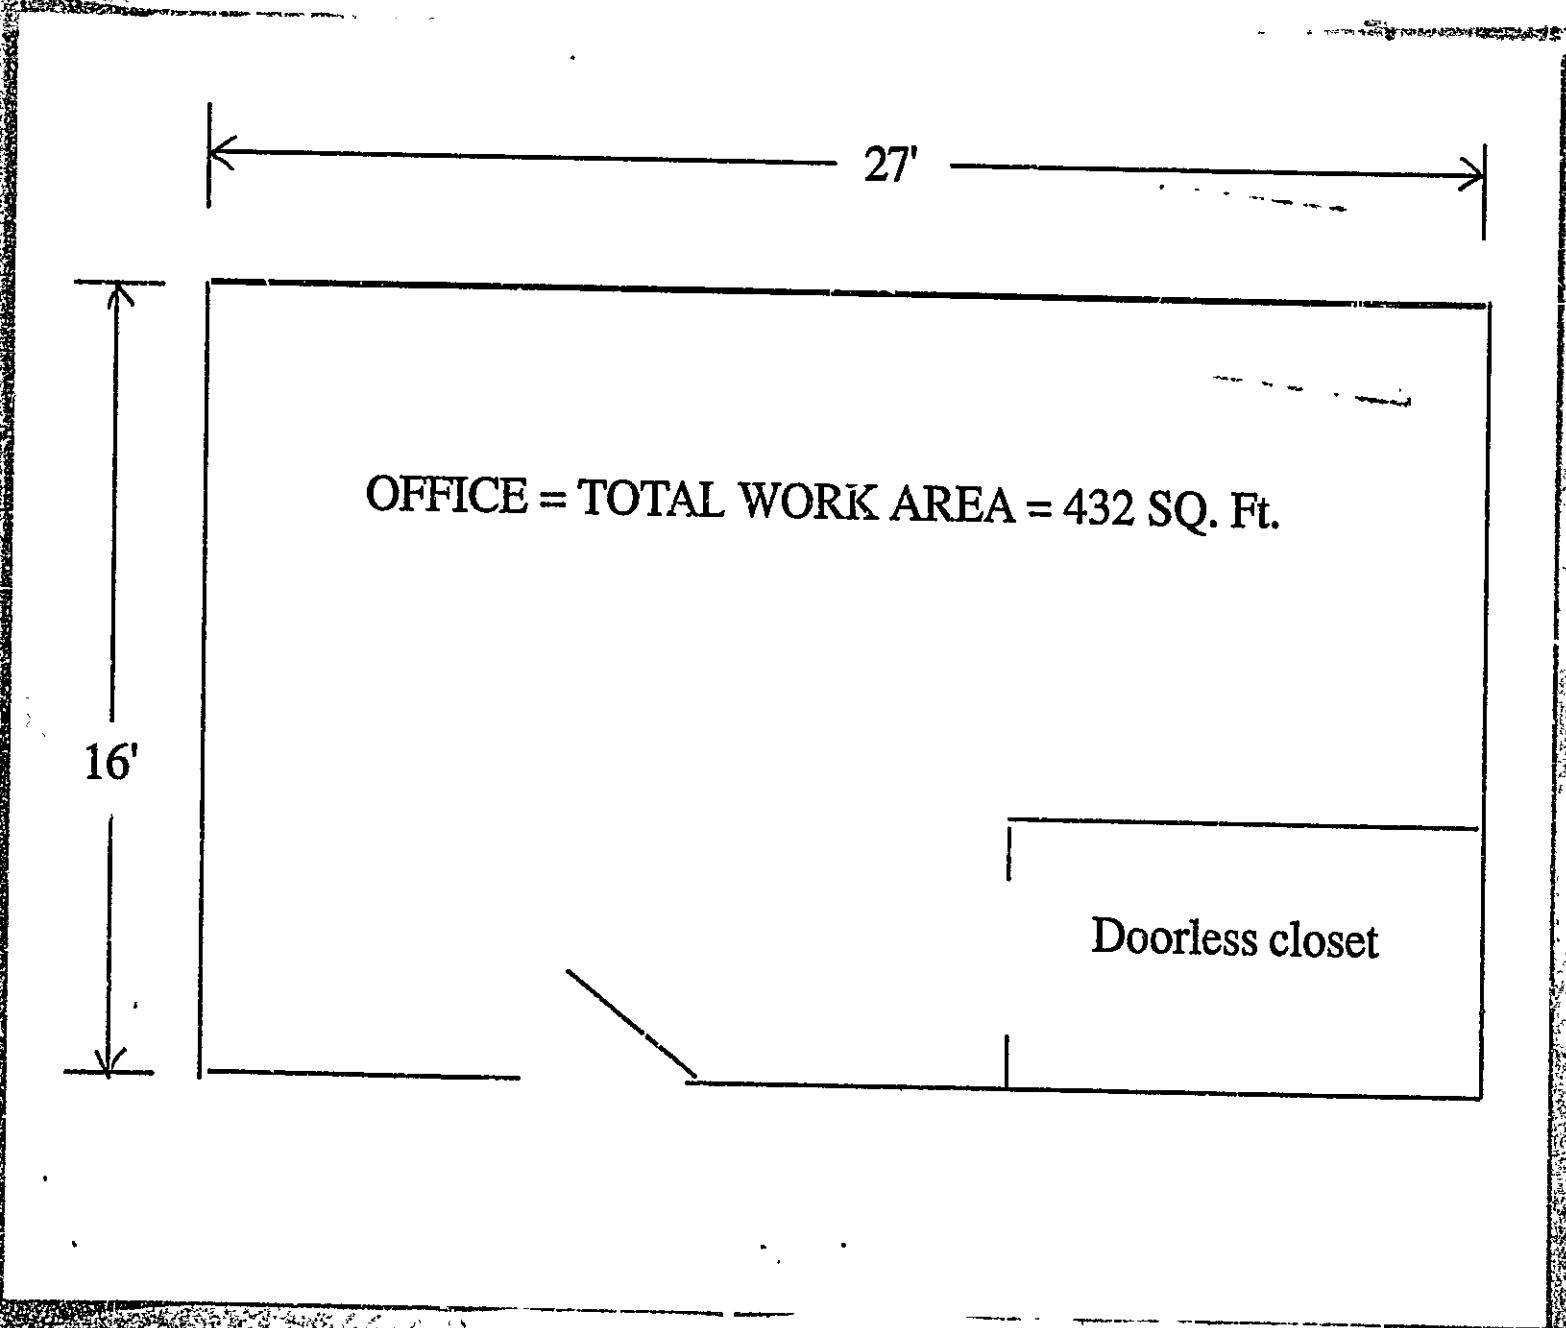 27'
OFFICE = TOTAL WORK AREA = 432 SQ. Ft.
16'
Doorless closet